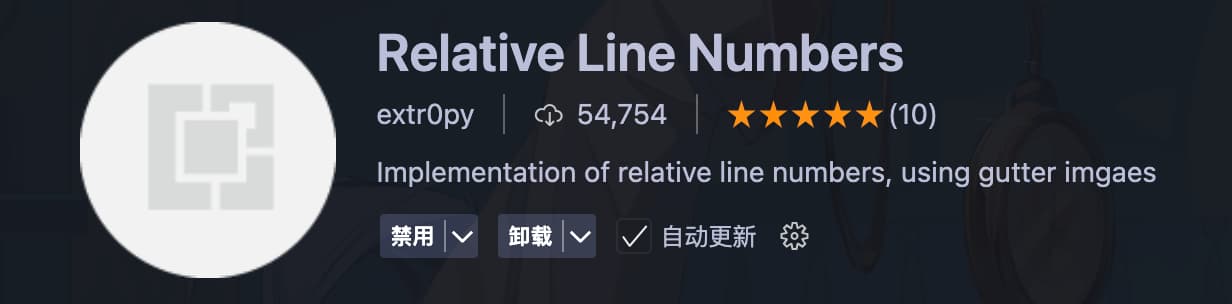 Relative Line Numbers
extr0py 54,754 (10)
Implementation of relative line numbers, using gutter imgaes
禁用 卸载 自动更新